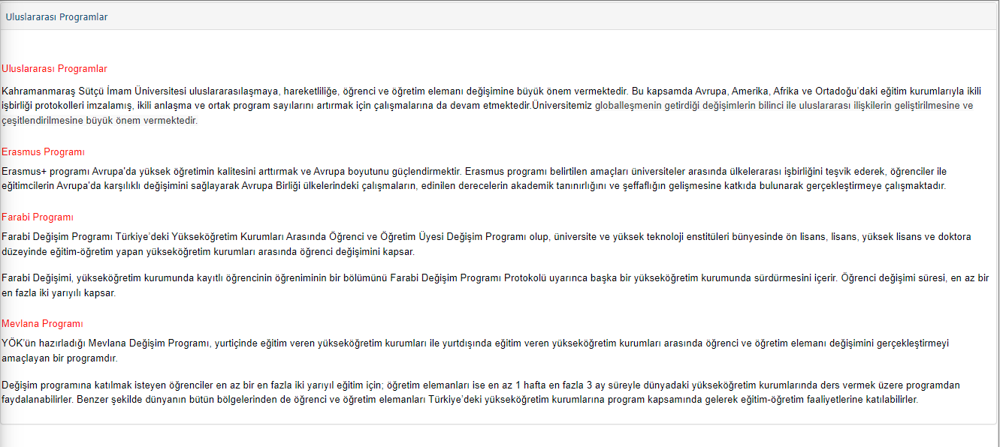 Uluslararası Programlar
Uluslararası Programlar
Kahramanmaraş Sütçü İmam Üniversitesi uluslararasılaşmaya, hareketliliğe, öğrenci ve öğretim elemanı değişimine büyük önem vermektedir. Bu kapsamda Avrupa, Amerika, Afrika ve Ortadoğu’daki eğitim kurumlarıyla ikili
işbirliği protokolleri imzalamış, ikili anlaşma ve ortak program sayılarını artırmak için çalışmalarına da devam etmektedir.Üniversitemiz globalleşmenin getirdiği değişimlerin bilinci ile uluslararası ilişkilerin geliştirilmesine ve
çeşitlendirilmesine büyük önem vermektedir.
Erasmus Programı
Erasmus+ programı Avrupa'da yüksek öğretimin kalitesini arttırmak ve Avrupa boyutunu güçlendirmektir. Erasmus programı belirtilen amaçları üniversiteler arasında ülkelerarası işbirliğini teşvik ederek, öğrenciler ile
eğitimcilerin Avrupa'da karşılıklı değişimini sağlayarak Avrupa Birliği ülkelerindeki çalışmaların, edinilen derecelerin akademik tanınırlığını ve şeffaflığın gelişmesine katkıda bulunarak gerçekleştirmeye çalışmaktadır.
Farabi Programı
Farabi Değişim Programı Türkiye’deki Yükseköğretim Kurumları Arasında Öğrenci ve Öğretim Üyesi Değişim Programı olup, üniversite ve yüksek teknoloji enstitüleri bünyesinde ön lisans, lisans, yüksek lisans ve doktora
düzeyinde eğitim-öğretim yapan yükseköğretim kurumları arasında öğrenci değişimini kapsar.
Farabi Değişimi, yükseköğretim kurumunda kayıtlı öğrencinin öğreniminin bir bölümünü Farabi Değişim Programı Protokolü uyarınca başka bir yükseköğretim kurumunda sürdürmesini içerir. Öğrenci değişimi süresi, en az bir
en fazla iki yarıyılı kapsar.
Mevlana Programı
YÖK’ün hazırladığı Mevlana Değişim Programı, yurtiçinde eğitim veren yükseköğretim kurumları ile yurtdışında eğitim veren yükseköğretim kurumları arasında öğrenci ve öğretim elemanı değişimini gerçekleştirmeyi
amaçlayan bir programdır.
Değişim programına katılmak isteyen öğrenciler en az bir en fazla iki yarıyıl eğitim için; öğretim elemanları ise en az 1 hafta en fazla 3 ay süreyle dünyadaki yükseköğretim kurumlarında ders vermek üzere programdan
faydalanabilirler. Benzer şekilde dünyanın bütün bölgelerinden de öğrenci ve öğretim elemanları Türkiye’deki yükseköğretim kurumlarına program kapsamında gelerek eğitim-öğretim faaliyetlerine katılabilirler.